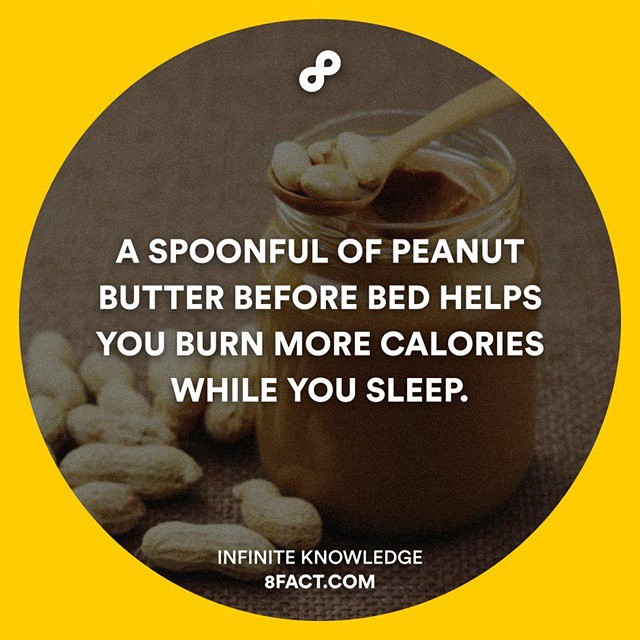 A SPOONFUL OF PEANUT
BUTTER BEFORE BED HELPS
YOU BURN MORE CALORIES
WHILE YOU SLEEP.
INFINITE KNOWLEDGE
8FACT.COM